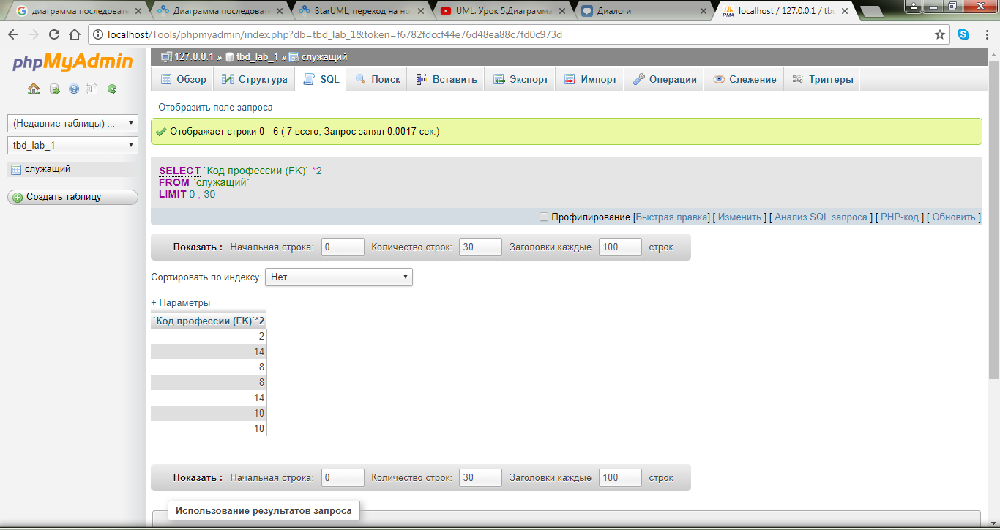 диаграмма последовате
Диаграмма последоват
StarUML, переход на но
UML. Урок 5.Диаграмма
Диалоги
localhost / 127.0.0.1 / tbd
localhost/Tools/phpmyadmin/index.php?db=tbd_lab_1&token=f6782fdccf44e76d48ea88c7fd0c973d
phpMyAdmin
(Недавние таблицы) ...
tbd_lab_1
служащий
Создать таблицу
127.0.0.1 » tbd_lab_1 » служащий
Обзор Структура SQL Поиск Вставить Экспорт Импорт Операции Слежение Триггеры
Отобразить поле запроса
Отображает строки 0 - 6 ( 7 всего, Запрос занял 0.0017 сек.)
SELECT `Код профессии (FK)` *2
FROM `служащий`
LIMIT 0 , 30
Профилирование [Быстрая правка] [ Изменить ] [ Анализ SQL запроса ] [ PHP-код ] [ Обновить ]
Показать : Начальная строка: 0 Количество строк: 30 Заголовки каждые 100 строк
Сортировать по индексу: Нет
+ Параметры
`Код профессии (FK)`*2
2
14
8
8
14
10
10
Показать : Начальная строка: 0 Количество строк: 30 Заголовки каждые 100 строк
Использование результатов запроса